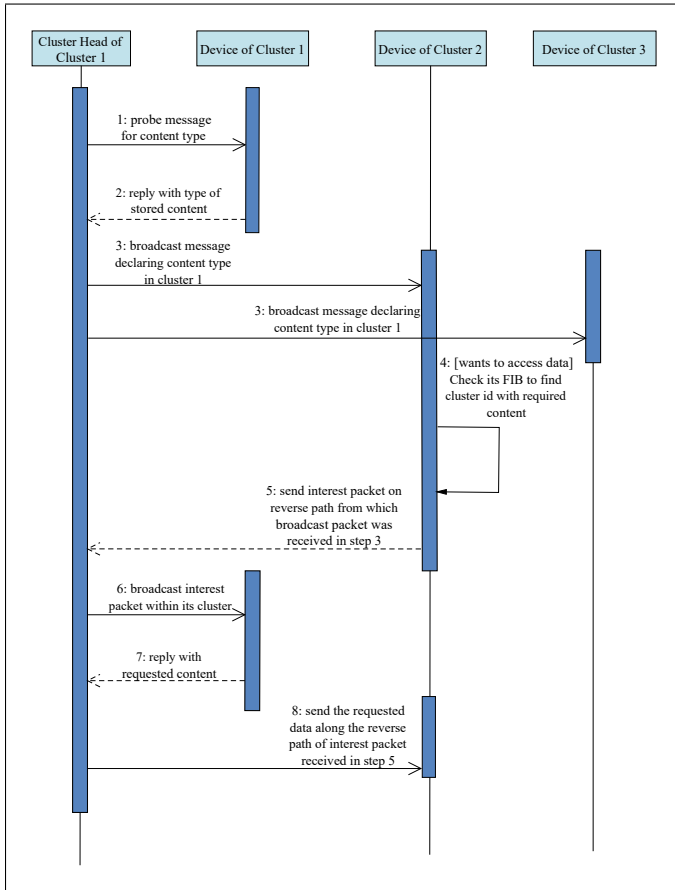 Cluster Head of
Cluster 1
Device of Cluster 1
Device of Cluster 2
Device of Cluster 3
1: probe message
for content type
2: reply with type of
stored content
3: broadcast message
declaring content type
in cluster 1
3: broadcast message declaring
content type in cluster 1
4: [wants to access data]
Check its FIB to find
cluster id with required
content
5: send interest packet on
reverse path from which
broadcast packet was
received in step 3
6: broadcast interest
packet within its cluster
7: reply with
requested content
8: send the requested
data along the reverse
path of interest packet
received in step 5